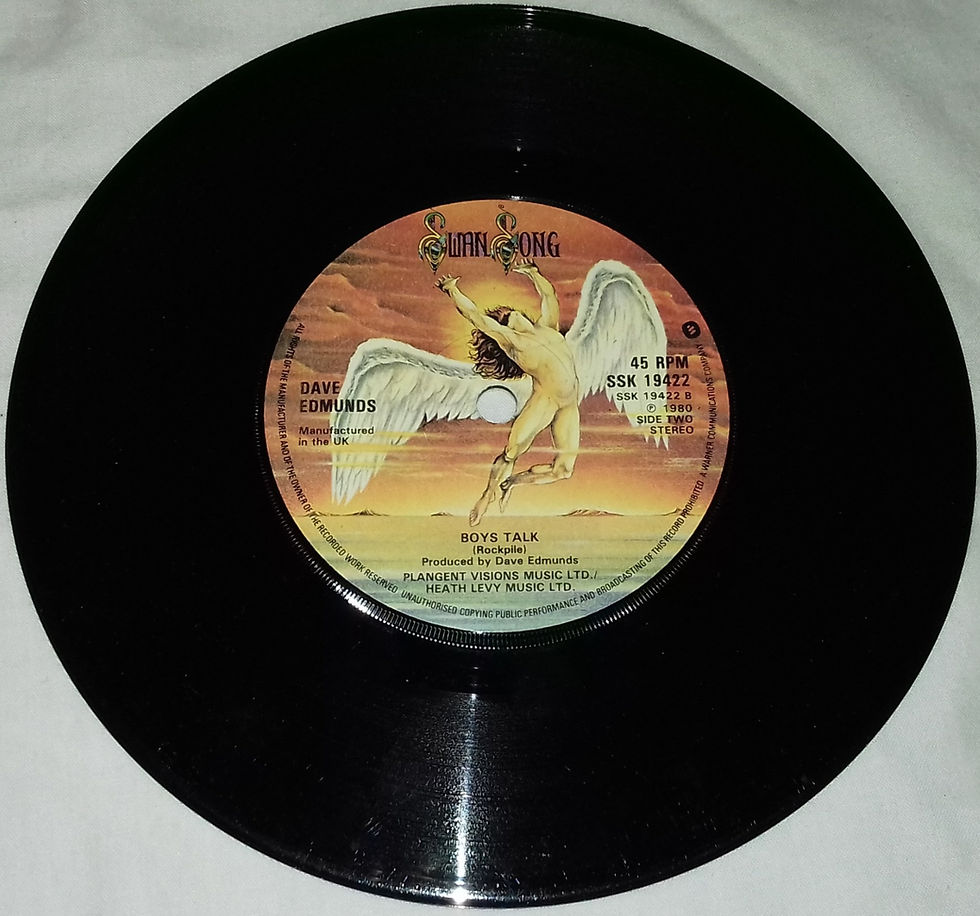 SWAN SONG
DAVE
EDMUNDS
Manufactured
in the UK
45 RPM
SSK 19422
SSK 19422 B
℗ 1980
SIDE TWO
STEREO
BOYS TALK
(Rockpile)
Produced by Dave Edmunds
PLANGENT VISIONS MUSIC LTD./
HEATH LEVY MUSIC LTD.
ALL RIGHTS OF THE MANUFACTURER AND OF THE OWNER OF THE RECORDED WORK RESERVED UNAUTHORISED COPYING PUBLIC PERFORMANCE AND BROADCASTING OF THIS RECORD PROHIBITED A WARNER COMMUNICATIONS COMPANY